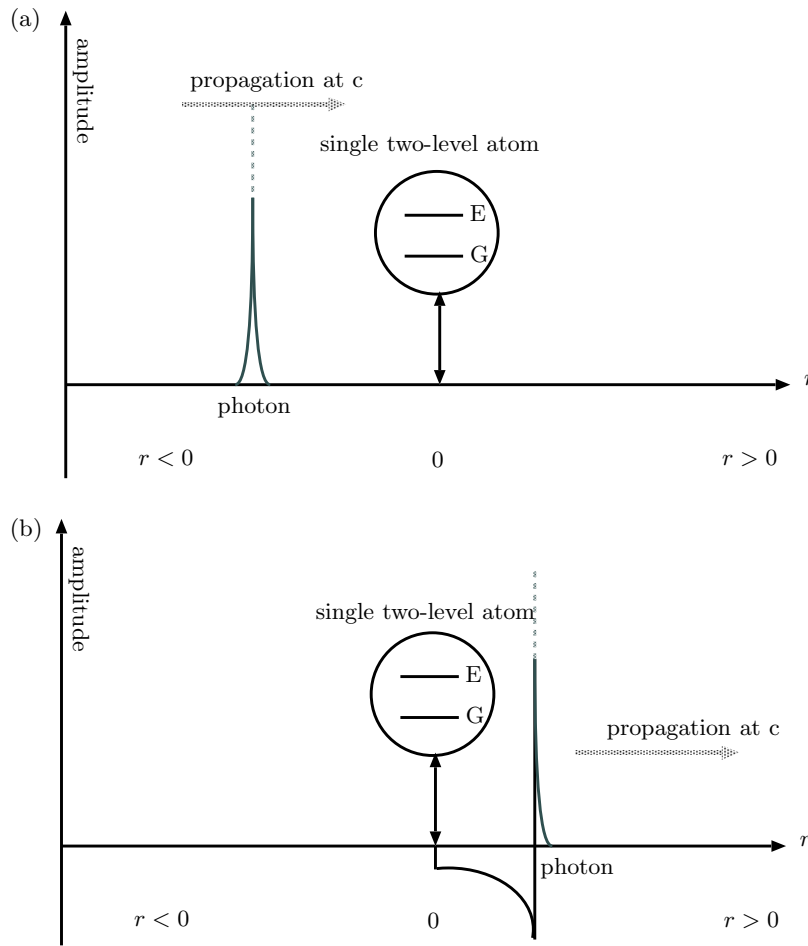 (a)
amplitude
propagation at c
single two-level atom
E
G
r
photon
r < 0
0
r > 0
(b)
amplitude
single two-level atom
E
G
propagation at c
r
photon
r < 0
0
r > 0